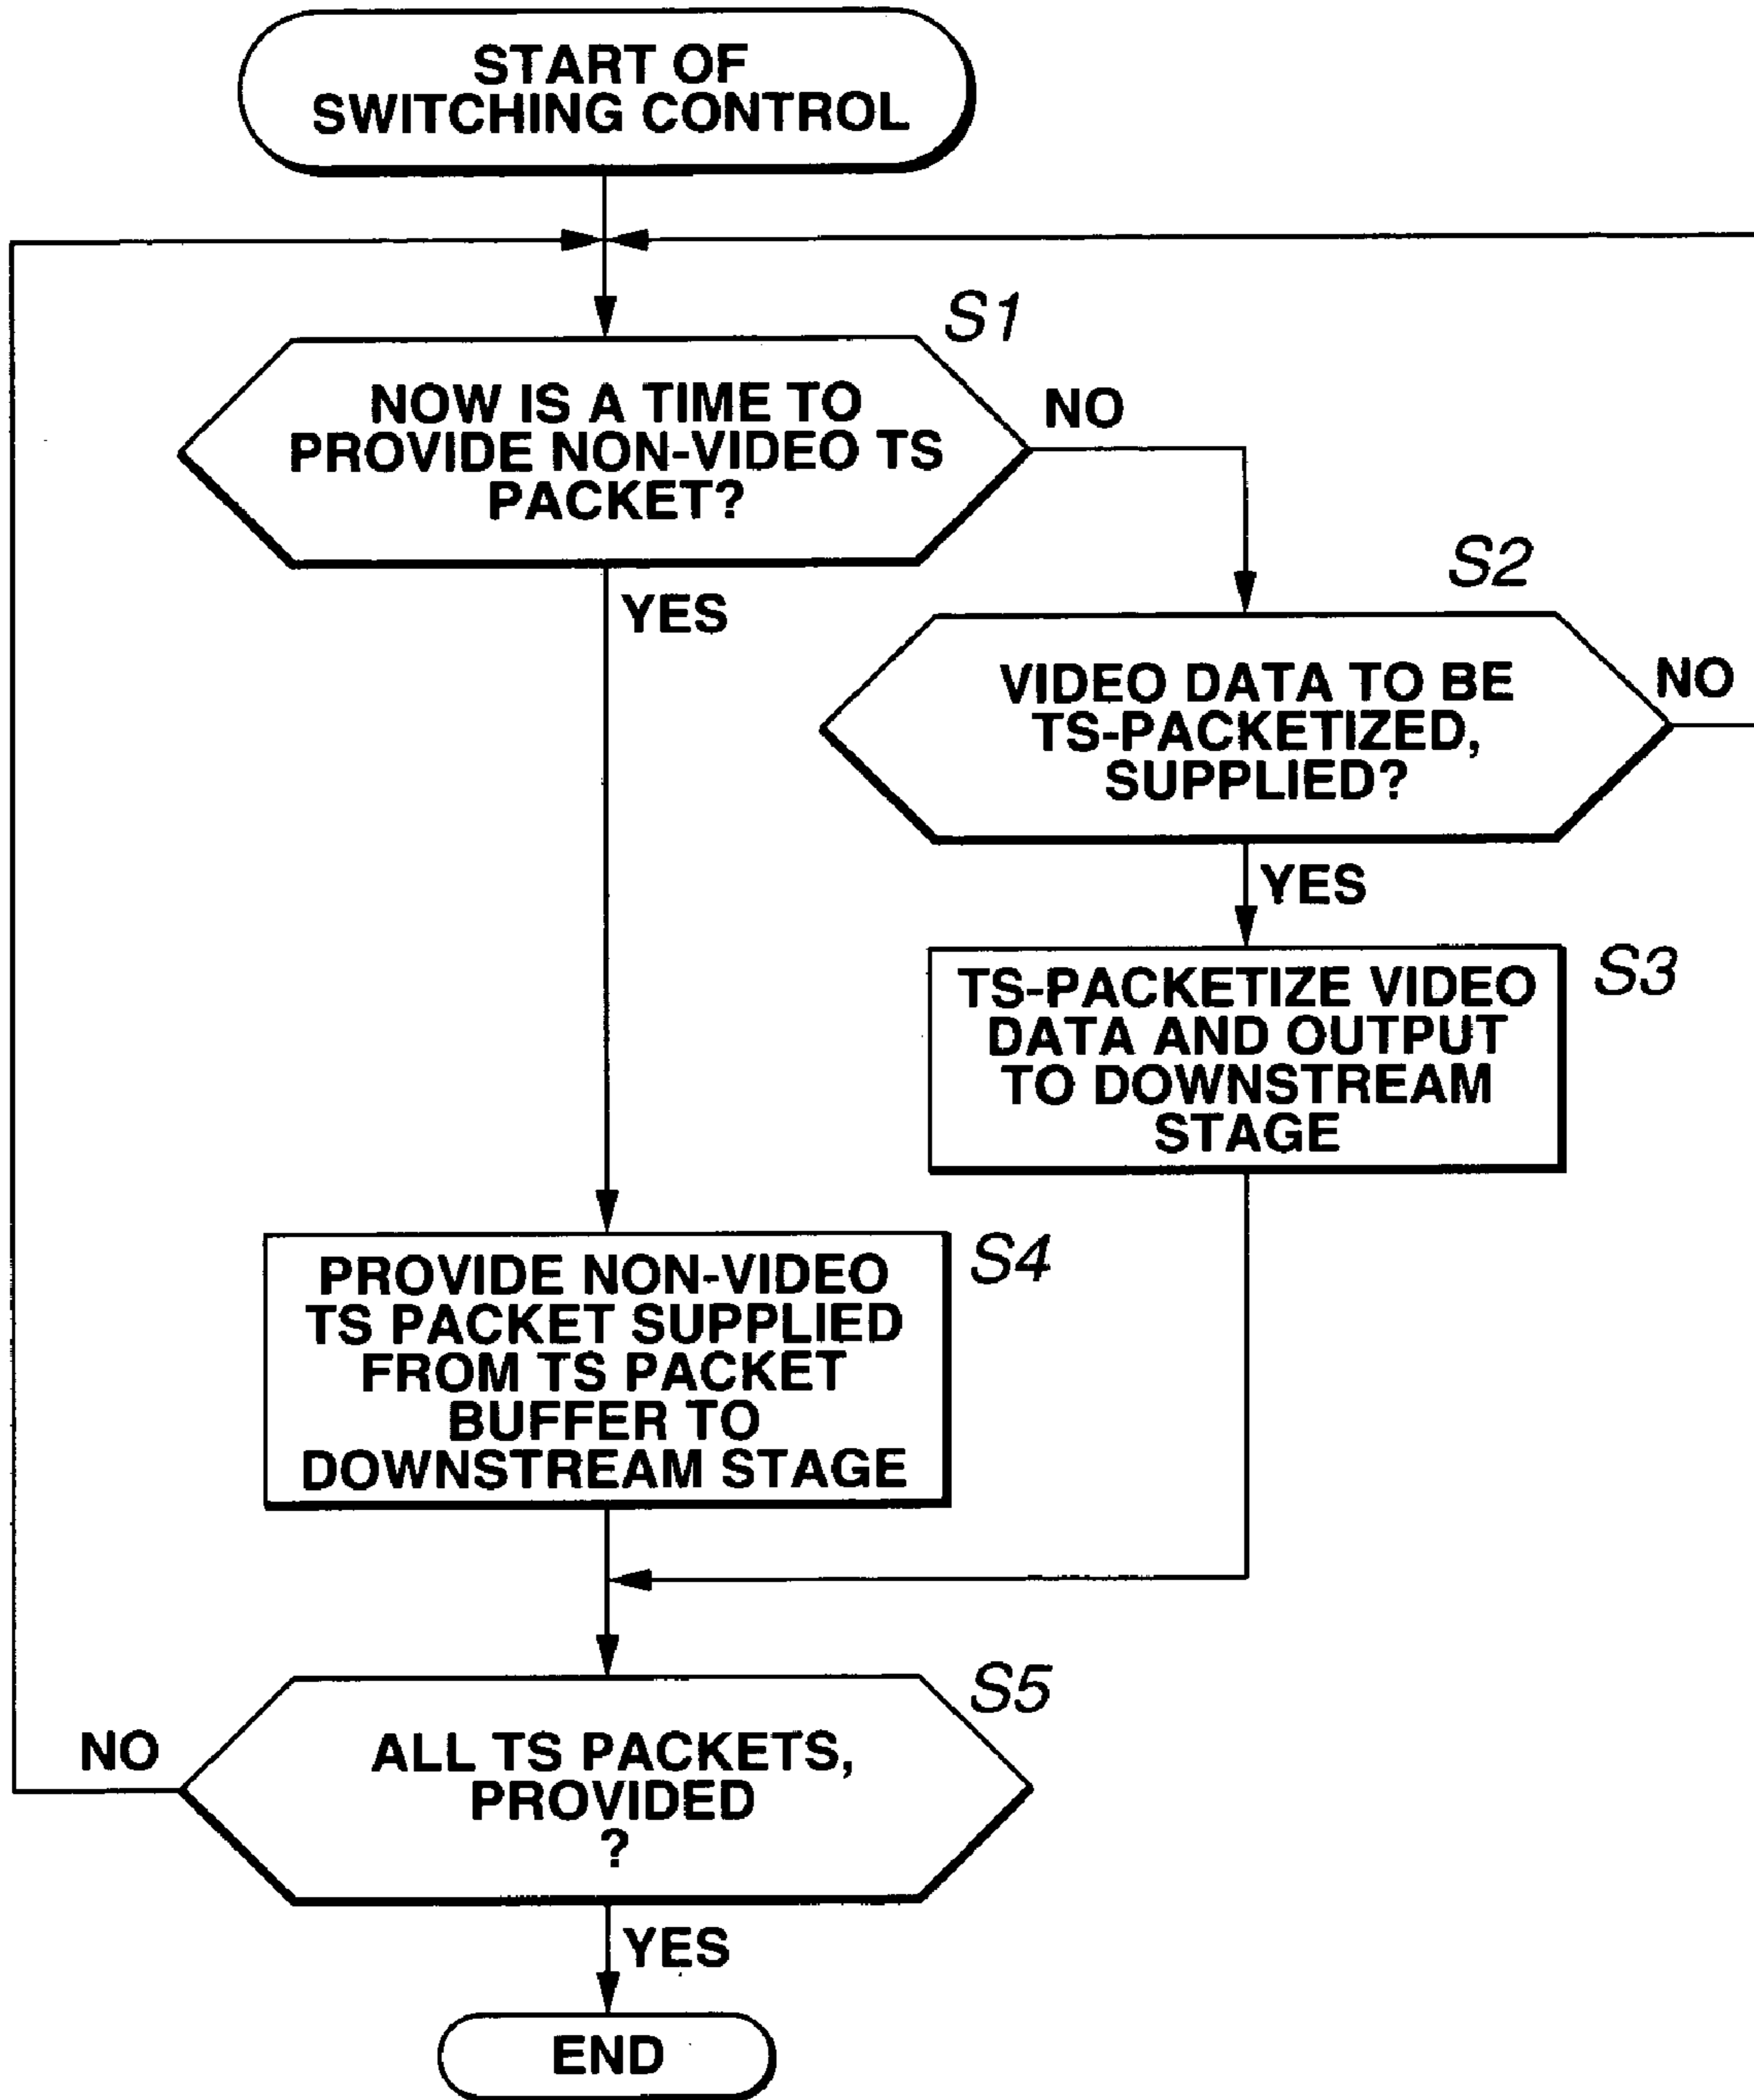 START OF
SWITCHING CONTROL
S1
NOW IS A TIME TO
PROVIDE NON-VIDEO TS
PACKET?
NO
YES
S2
VIDEO DATA TO BE
TS-PACKETIZED,
SUPPLIED?
NO
YES
S3
TS-PACKETIZE VIDEO
DATA AND OUTPUT
TO DOWNSTREAM
STAGE
S4
PROVIDE NON-VIDEO
TS PACKET SUPPLIED
FROM TS PACKET
BUFFER TO
DOWNSTREAM STAGE
S5
ALL TS PACKETS,
PROVIDED
?
NO
YES
END